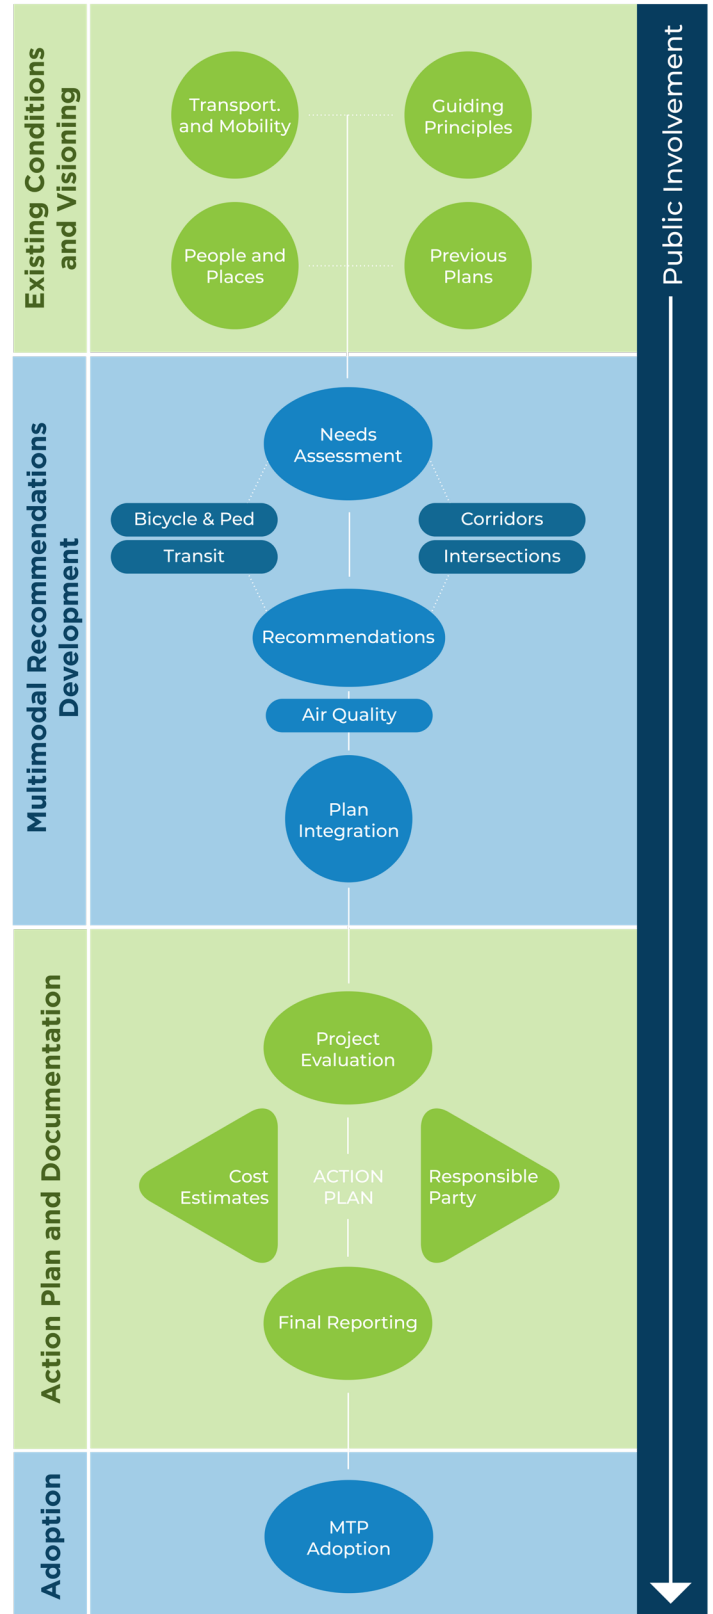 Existing Conditions
and Visioning
Transport.
and Mobility
Guiding
Principles
People and
Places
Previous
Plans
Public Involvement
Multimodal Recommendations
Development
Needs
Assessment
Bicycle & Ped
Transit
Corridors
Intersections
Recommendations
Air Quality
Plan
Integration
Action Plan and Documentation
Project
Evaluation
Cost
Estimates
ACTION
PLAN
Responsible
Party
Final Reporting
Adoption
MTP
Adoption